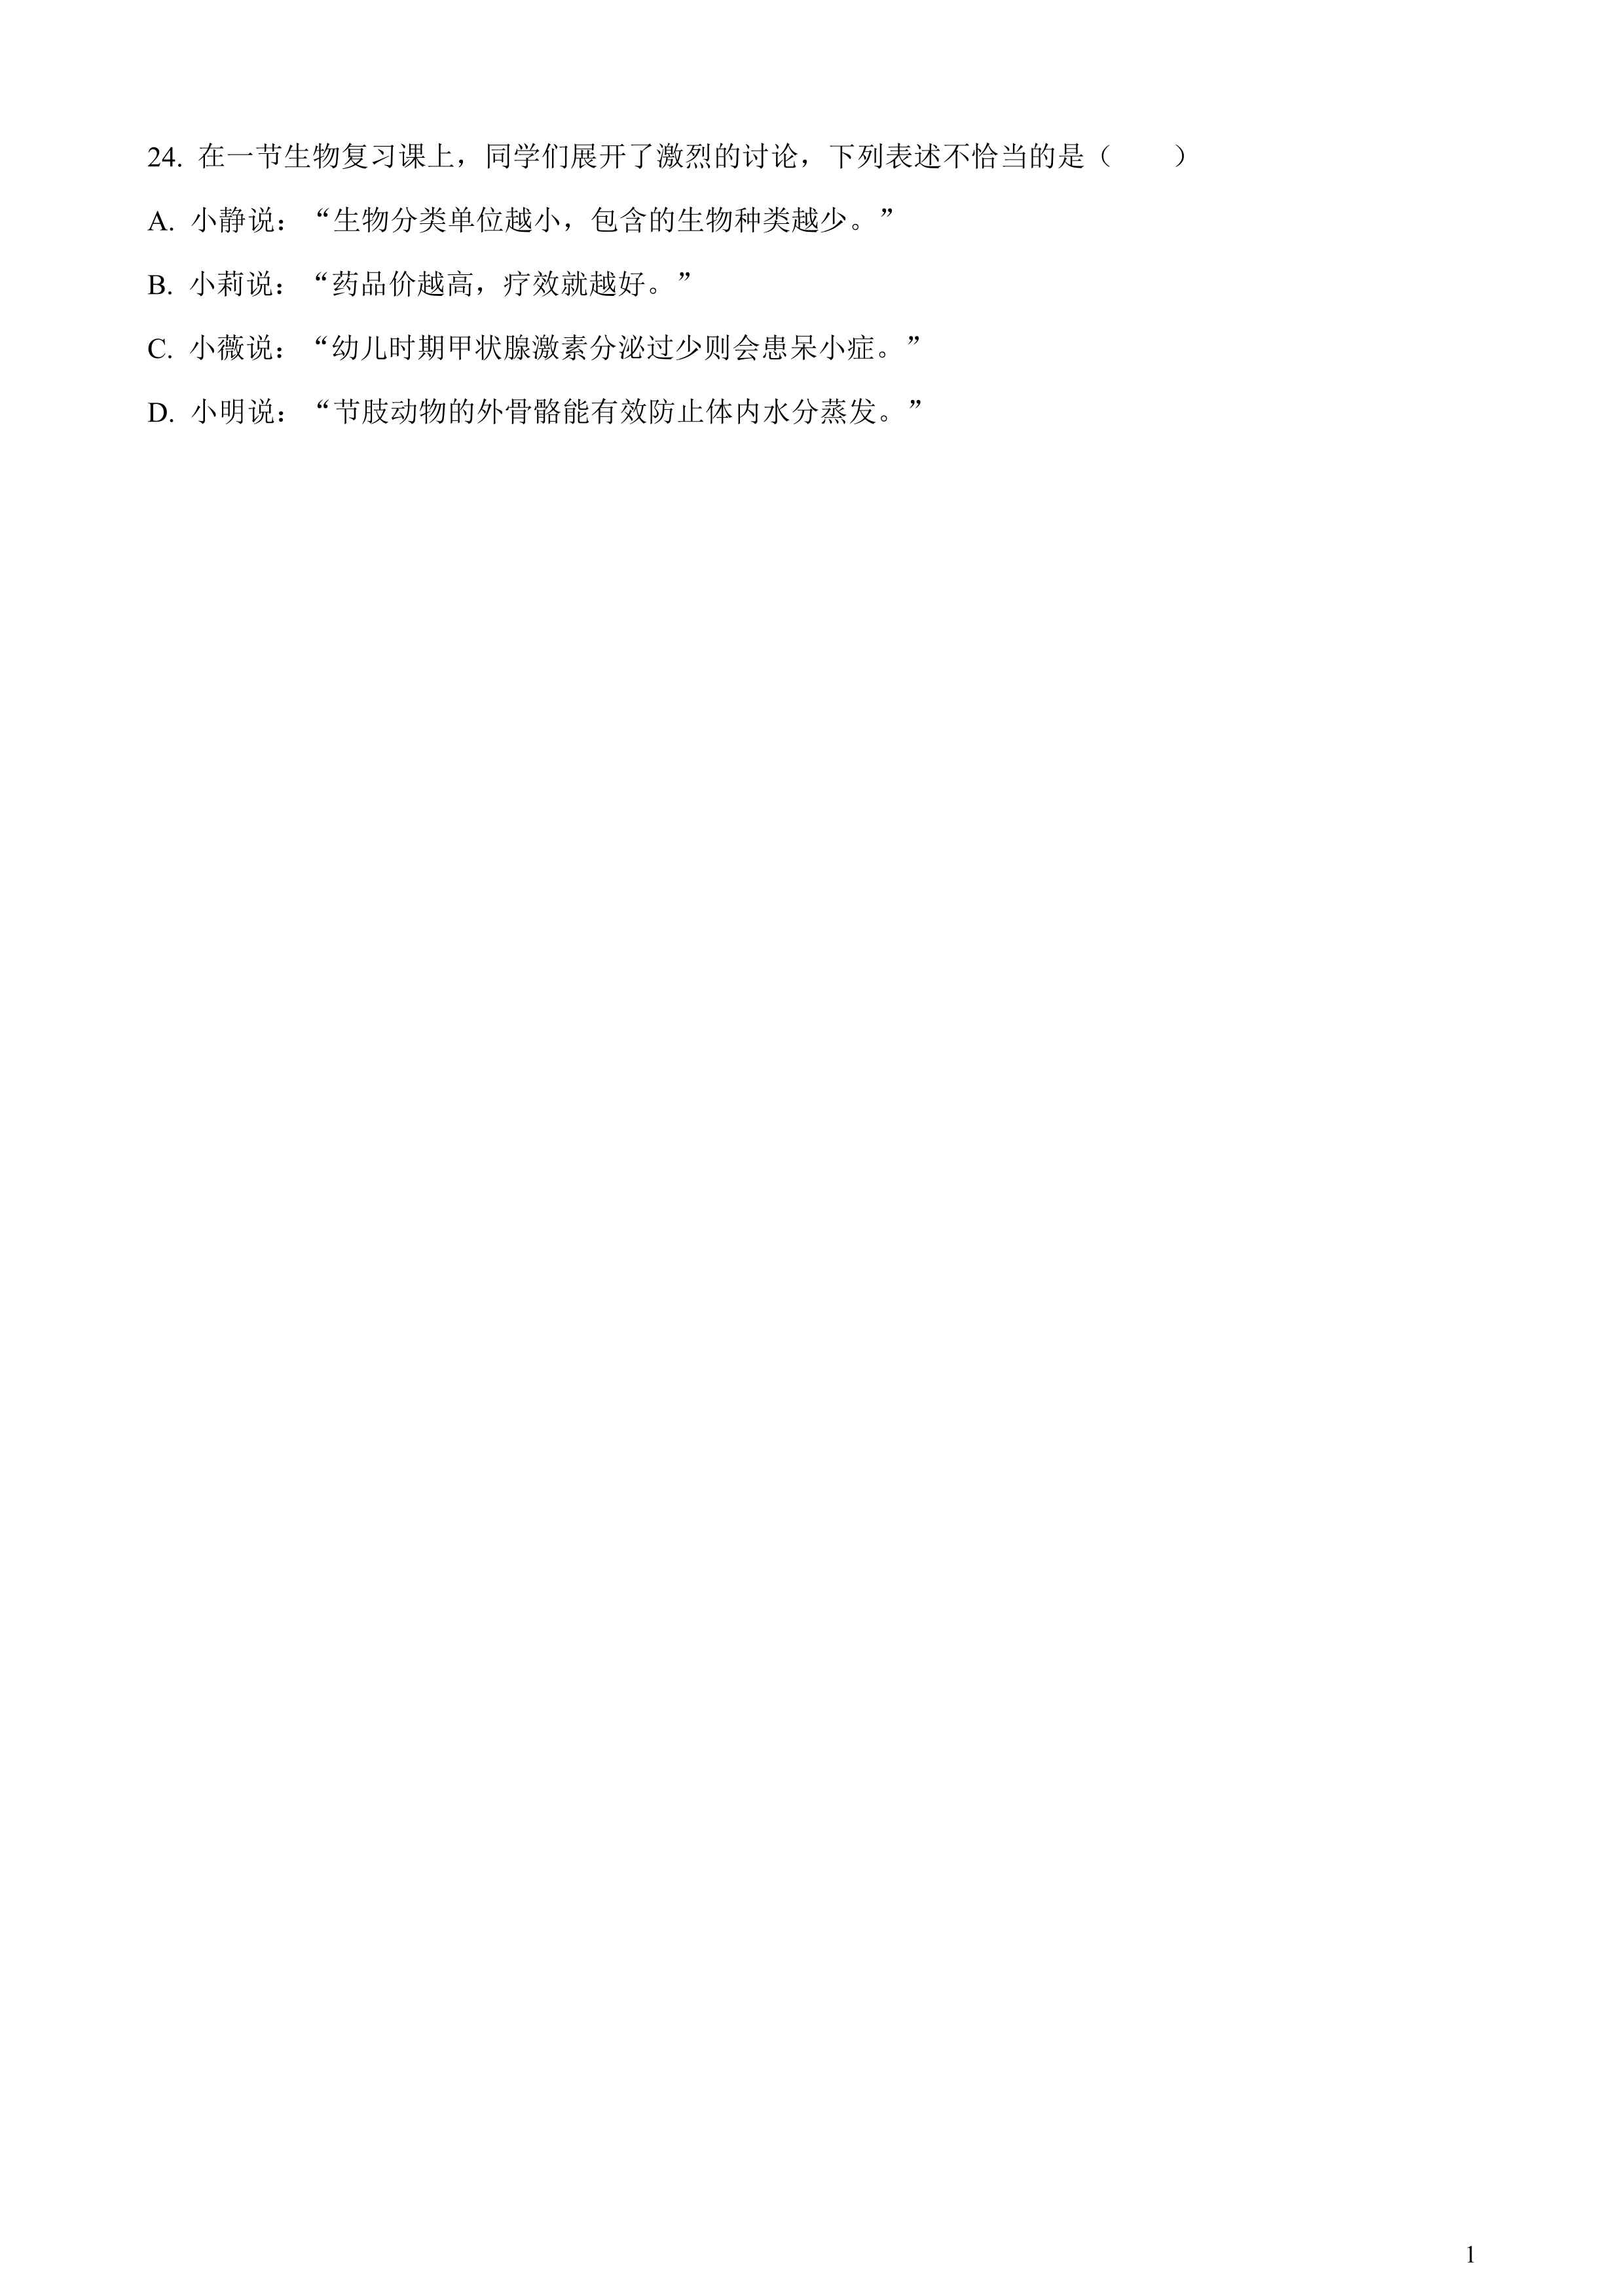 24. 在一节生物复习课上，同学们展开了激烈的讨论，下列表述不恰当的是（　　）
A. 小静说：“生物分类单位越小，包含的生物种类越少。”
B. 小莉说：“药品价越高，疗效就越好。”
C. 小薇说：“幼儿时期甲状腺激素分泌过少则会患呆小症。”
D. 小明说：“节肢动物的外骨骼能有效防止体内水分蒸发。”
1